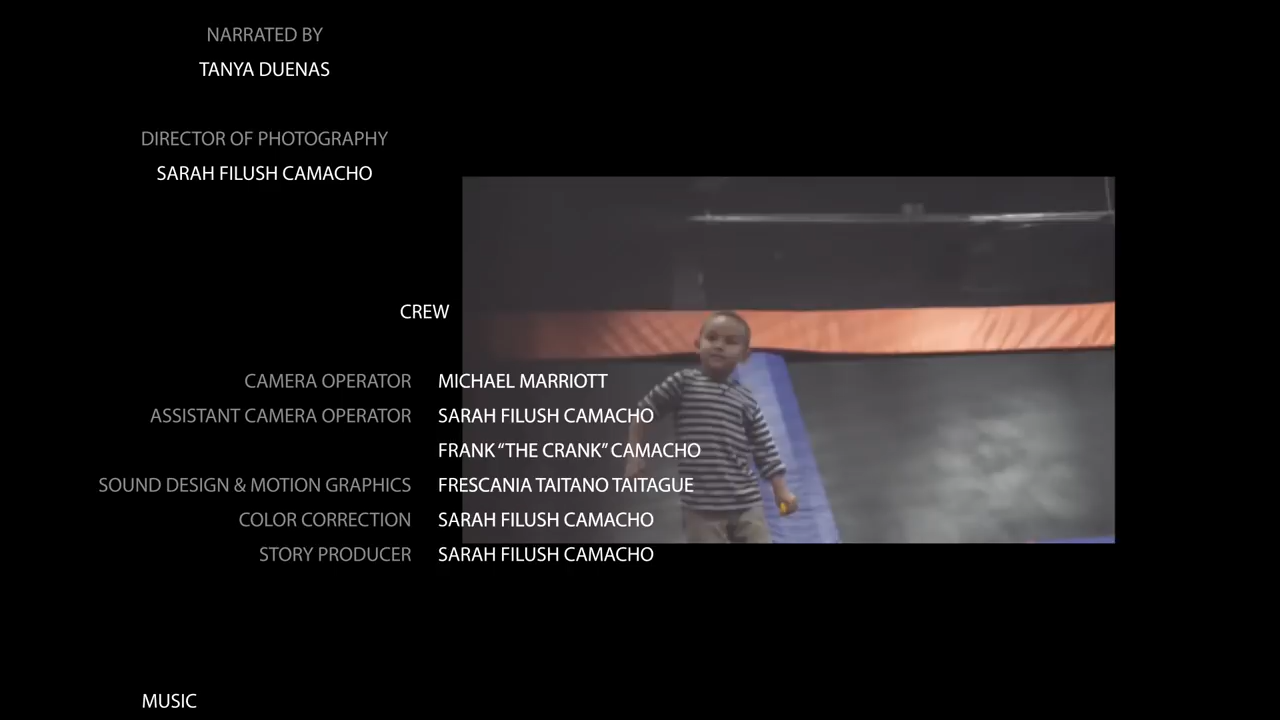 NARRATED BY
TANYA DUENAS
DIRECTOR OF PHOTOGRAPHY
SARAH FILUSH CAMACHO
CREW
CAMERA OPERATOR MICHAEL MARRIOTT
ASSISTANT CAMERA OPERATOR SARAH FILUSH CAMACHO
FRANK “THE CRANK” CAMACHO
SOUND DESIGN & MOTION GRAPHICS FRESCANIA TAITANO TAITAGUE
COLOR CORRECTION SARAH FILUSH CAMACHO
STORY PRODUCER SARAH FILUSH CAMACHO
MUSIC